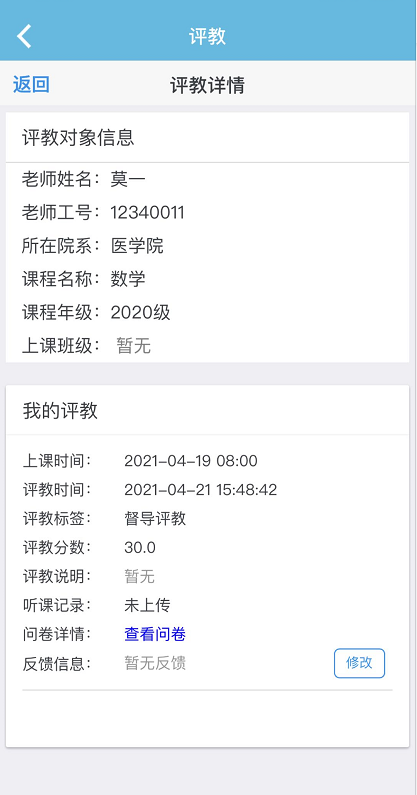 评教
返回 评教详情
评教对象信息
老师姓名：莫一
老师工号：12340011
所在院系：医学院
课程名称：数学
课程年级：2020级
上课班级：暂无
我的评教
上课时间：2021-04-19 08:00
评教时间：2021-04-21 15:48:42
评教标签：督导评教
评教分数：30.0
评教说明：暂无
听课记录：未上传
问卷详情：查看问卷
反馈信息：暂无反馈 修改